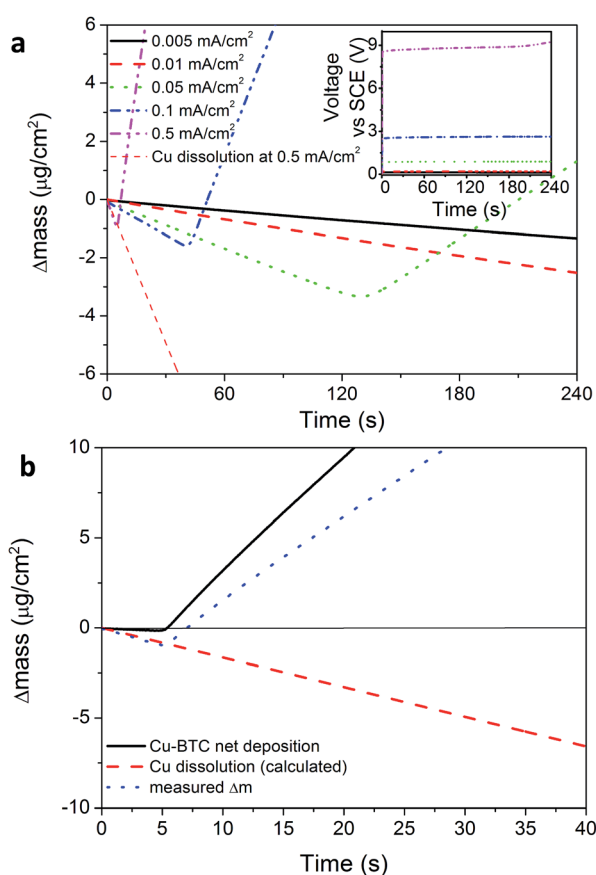 a
6
4
2
0
-2
-4
-6
Δmass (μg/cm²)
0.005 mA/cm²
0.01 mA/cm²
0.05 mA/cm²
0.1 mA/cm²
0.5 mA/cm²
Cu dissolution at 0.5 mA/cm²
Voltage
vs SCE (V)
9
6
3
0
0 60 120 180 240
Time (s)
0 60 120 180 240
Time (s)
b
10
5
0
-5
-10
Δmass (μg/cm²)
Cu-BTC net deposition
Cu dissolution (calculated)
measured Δm
0 5 10 15 20 25 30 35 40
Time (s)